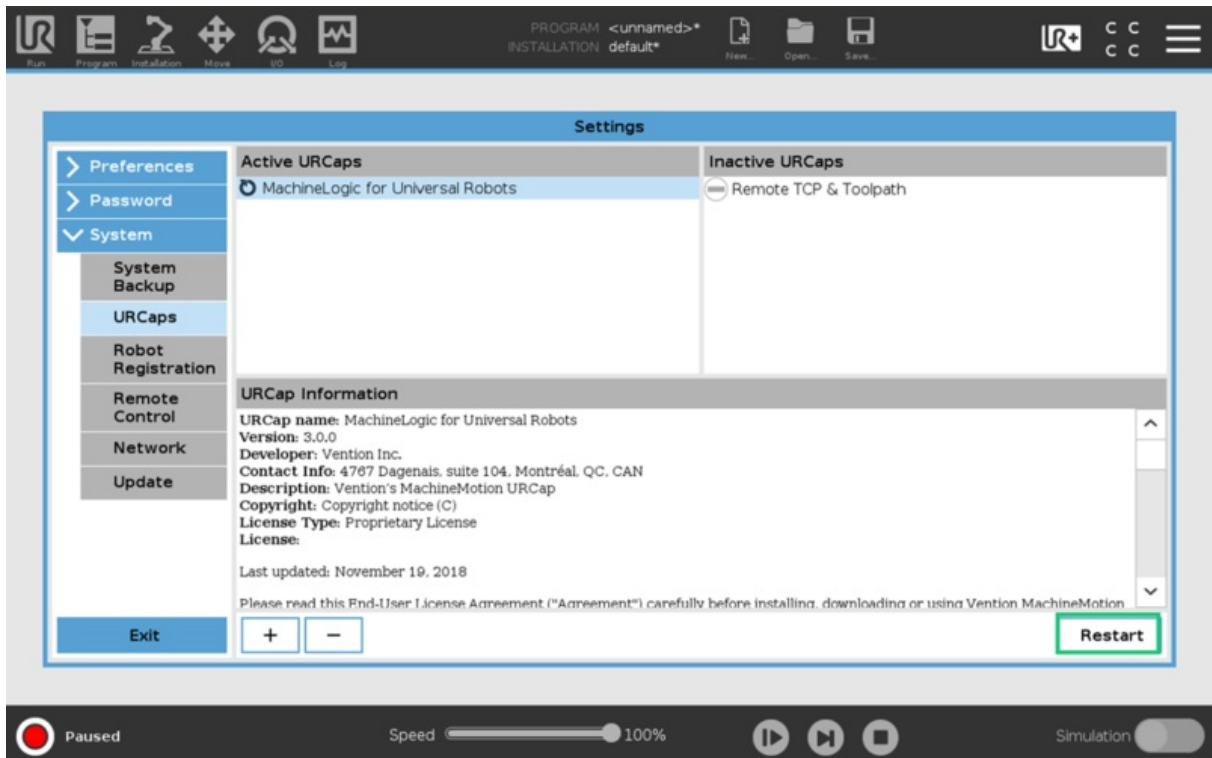 PROGRAM <unnamed>*
INSTALLATION default*
Run Program Installation Move I/O Log
New... Open... Save...
UR+
C C
C C
Settings
Preferences
Password
System
System
Backup
URCaps
Robot
Registration
Remote
Control
Network
Update
Exit
Active URCaps
MachineLogic for Universal Robots
Inactive URCaps
Remote TCP & Toolpath
URCap Information
URCap name: MachineLogic for Universal Robots
Version: 3.0.0
Developer: Vention Inc.
Contact Info: 4767 Dagenais, suite 104, Montréal, QC, CAN
Description: Vention's MachineMotion URCap
Copyright: Copyright notice (C)
License Type: Proprietary License
License:
Last updated: November 19, 2018
Please read this End-User License Agreement ("Agreement") carefully before installing, downloading or using Vention MachineMotion
+ −
Restart
Paused
Speed 100%
Simulation